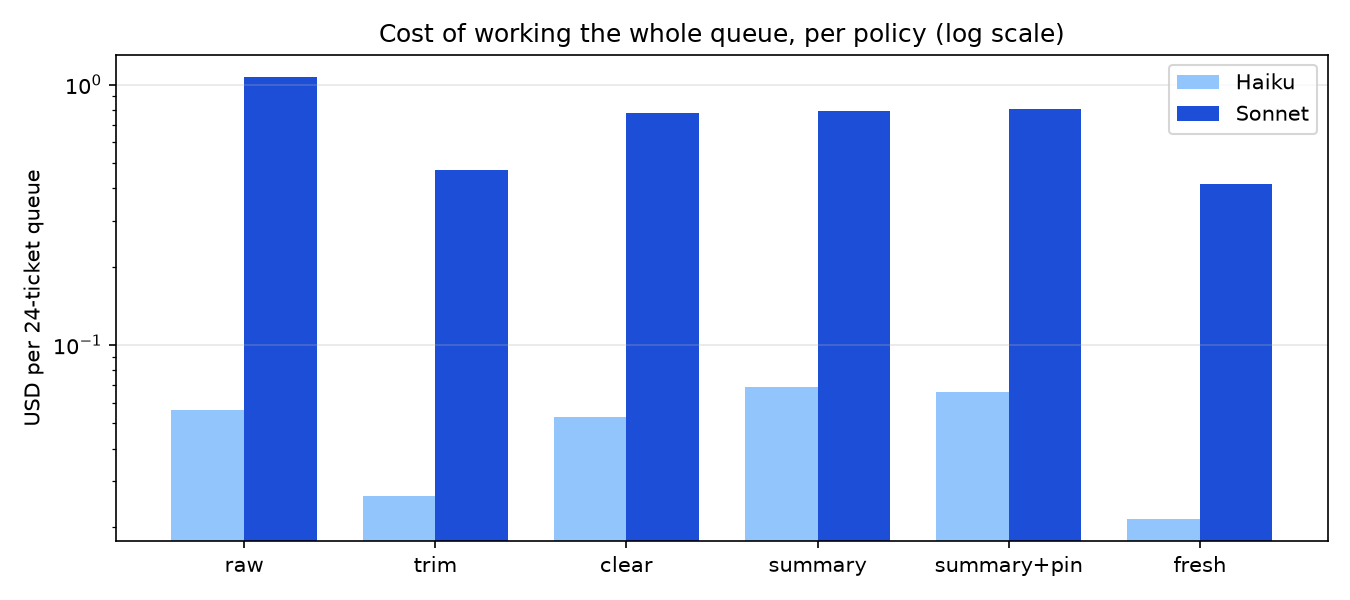 Cost of working the whole queue, per policy (log scale)
Haiku
Sonnet
USD per 24-ticket queue
10⁰
10⁻¹
raw
trim
clear
summary
summary+pin
fresh